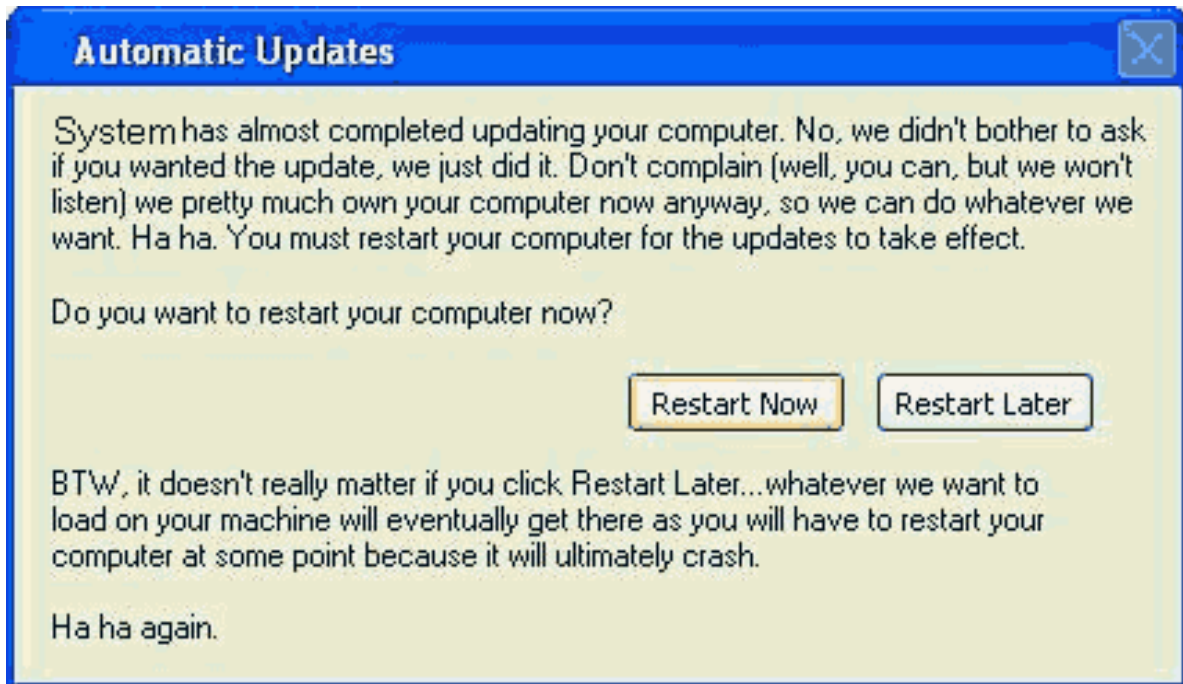 Automatic Updates
System has almost completed updating your computer. No, we didn't bother to ask
if you wanted the update, we just did it. Don't complain (well, you can, but we won't
listen) we pretty much own your computer now anyway, so we can do whatever we
want. Ha ha. You must restart your computer for the updates to take effect.
Do you want to restart your computer now?
Restart Now
Restart Later
BTW, it doesn't really matter if you click Restart Later...whatever we want to
load on your machine will eventually get there as you will have to restart your
computer at some point because it will ultimately crash.
Ha ha again.